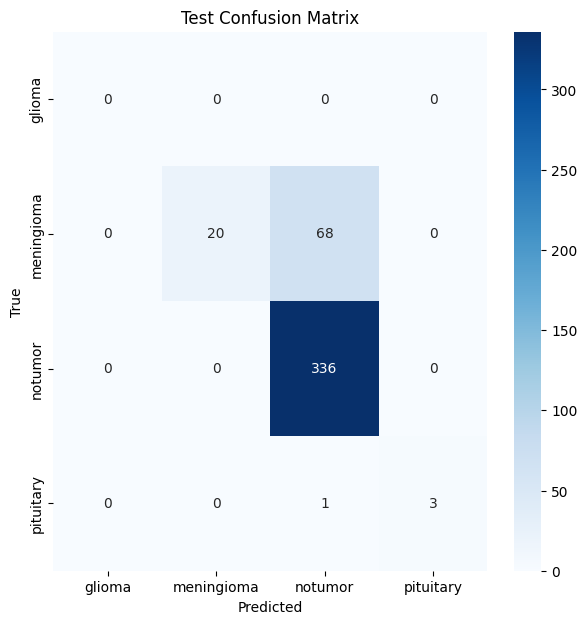 Test Confusion Matrix
glioma 0 0 0 0
meningioma 0 20 68 0
notumor 0 0 336 0
pituitary 0 0 1 3
glioma meningioma notumor pituitary
True
Predicted
300
250
200
150
100
50
0